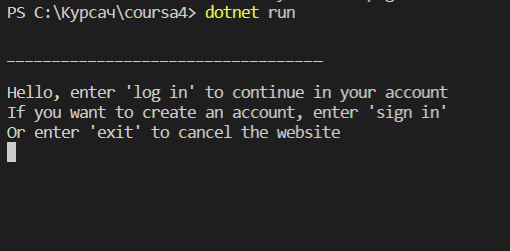 PS C:\Курсач\coursa4> dotnet run
___________________________________
Hello, enter 'log in' to continue in your account
If you want to create an account, enter 'sign in'
Or enter 'exit' to cancel the website